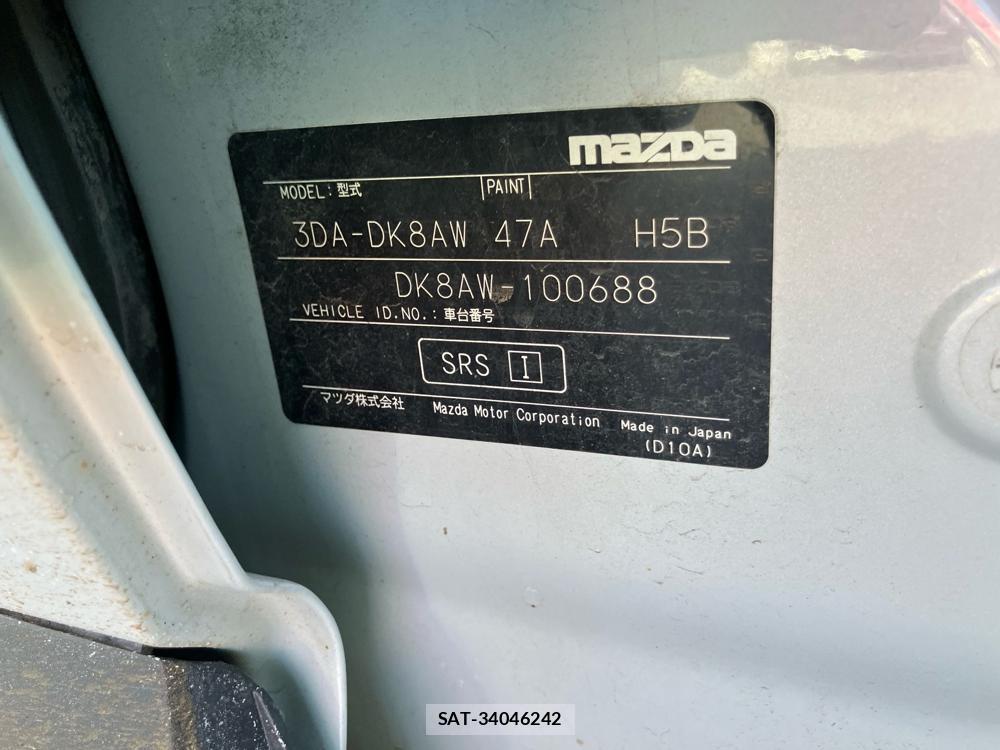 mazda
MODEL : 型式 PAINT
3DA-DK8AW 47A H5B
DK8AW-100688
VEHICLE ID.NO. : 車台番号
SRS I
マツダ株式会社 Mazda Motor Corporation Made in Japan
(D10A)
SAT-34046242